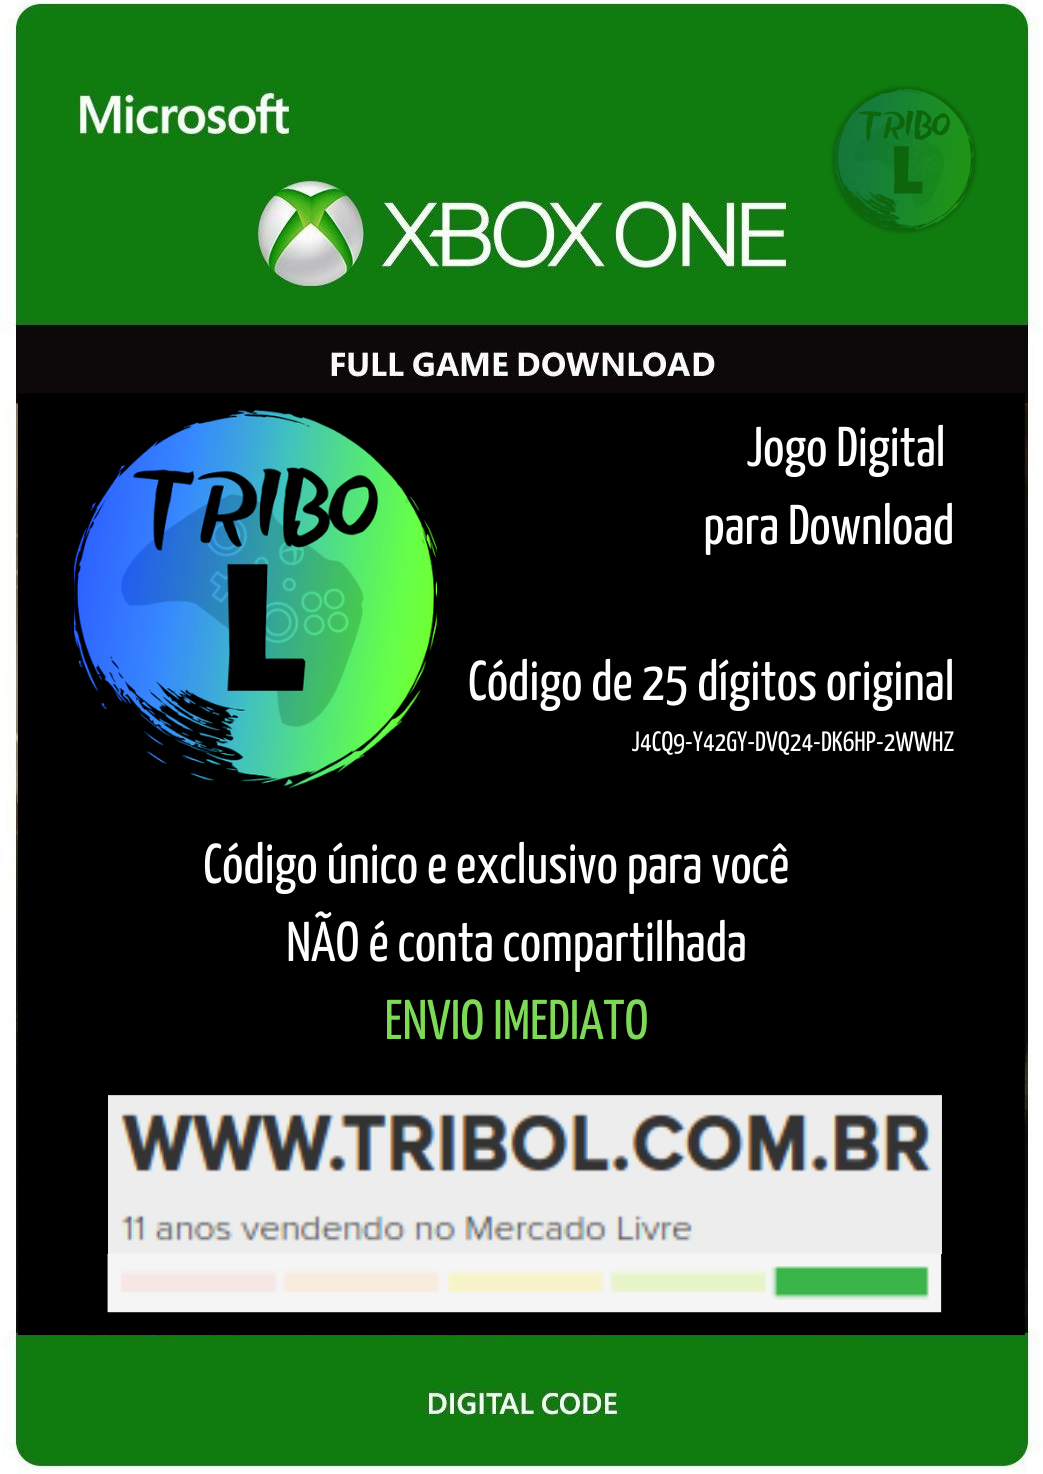 Microsoft
TRIBO
L
XBOX ONE
FULL GAME DOWNLOAD
TRIBO
L
Jogo Digital
para Download
Código de 25 dígitos original
J4CQ9-Y42GY-DVQ24-DK6HP-2WWHZ
Código único e exclusivo para você
NÃO é conta compartilhada
ENVIO IMEDIATO
WWW.TRIBOL.COM.BR
11 anos vendendo no Mercado Livre
DIGITAL CODE